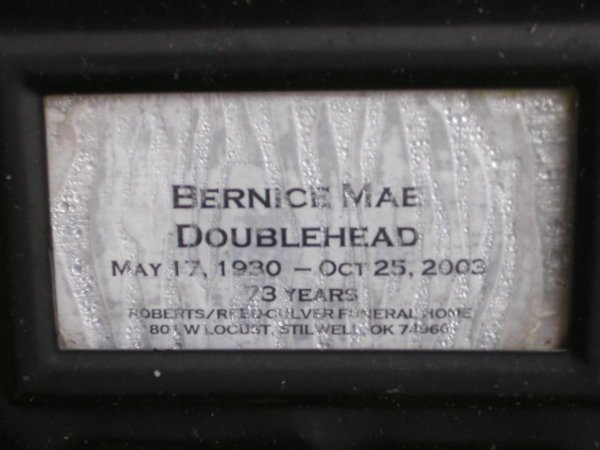 BERNICE MAE
DOUBLEHEAD
MAY 17, 1930 – OCT 25, 2003
73 YEARS
ROBERTS/REED-CULVER FUNERAL HOME
801 W LOCUST, STILWELL, OK 74960